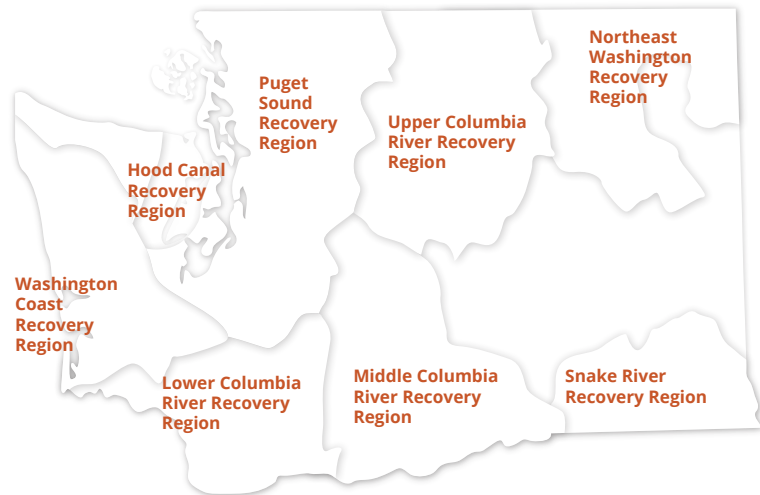 Northeast
Washington
Recovery
Region
Puget
Sound
Recovery
Region
Upper Columbia
River Recovery
Region
Hood Canal
Recovery
Region
Washington
Coast
Recovery
Region
Lower Columbia
River Recovery
Region
Middle Columbia
River Recovery
Region
Snake River
Recovery Region